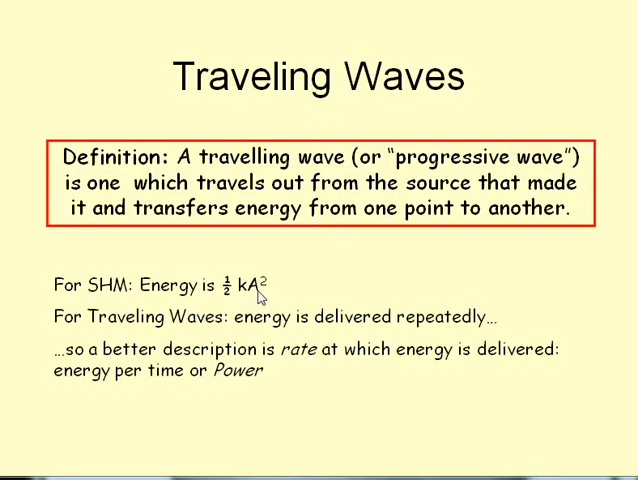 Traveling Waves
Definition: A travelling wave (or “progressive wave”)
is one which travels out from the source that made
it and transfers energy from one point to another.
For SHM: Energy is ½ kA²
For Traveling Waves: energy is delivered repeatedly…
…so a better description is rate at which energy is delivered:
energy per time or Power